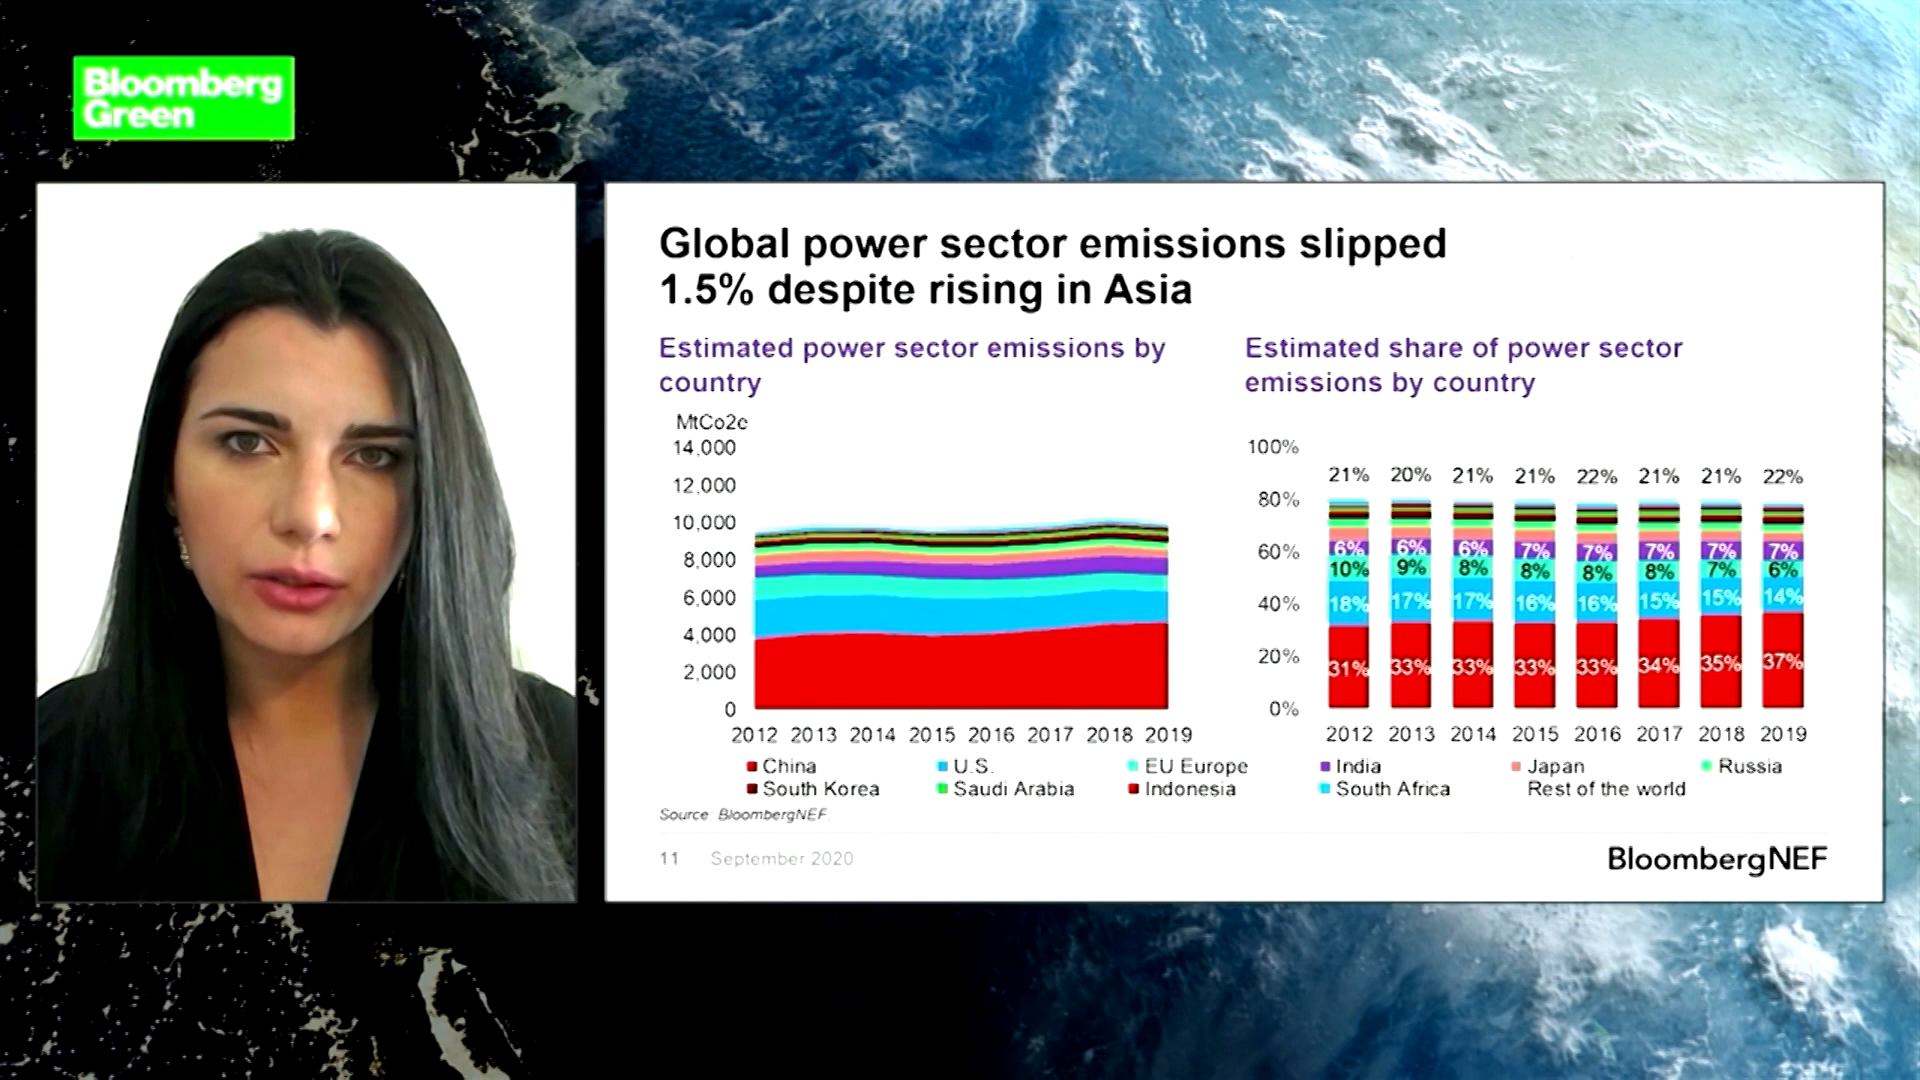 Bloomberg
Green
Global power sector emissions slipped
1.5% despite rising in Asia
Estimated power sector emissions by
country
MtCo2e
14,000
12,000
10,000
8,000
6,000
4,000
2,000
0
2012 2013 2014 2015 2016 2017 2018 2019
Estimated share of power sector
emissions by country
100%
80%
60%
40%
20%
0%
21% 20% 21% 21% 22% 21% 21% 22%
6% 6% 6% 7% 7% 7% 7% 7%
10% 9% 8% 8% 8% 8% 7% 6%
18% 17% 17% 16% 16% 15% 15% 14%
31% 33% 33% 33% 33% 34% 35% 37%
2012 2013 2014 2015 2016 2017 2018 2019
China U.S. EU Europe India Japan Russia
South Korea Saudi Arabia Indonesia South Africa Rest of the world
Source: BloombergNEF.
11 September 2020
BloombergNEF